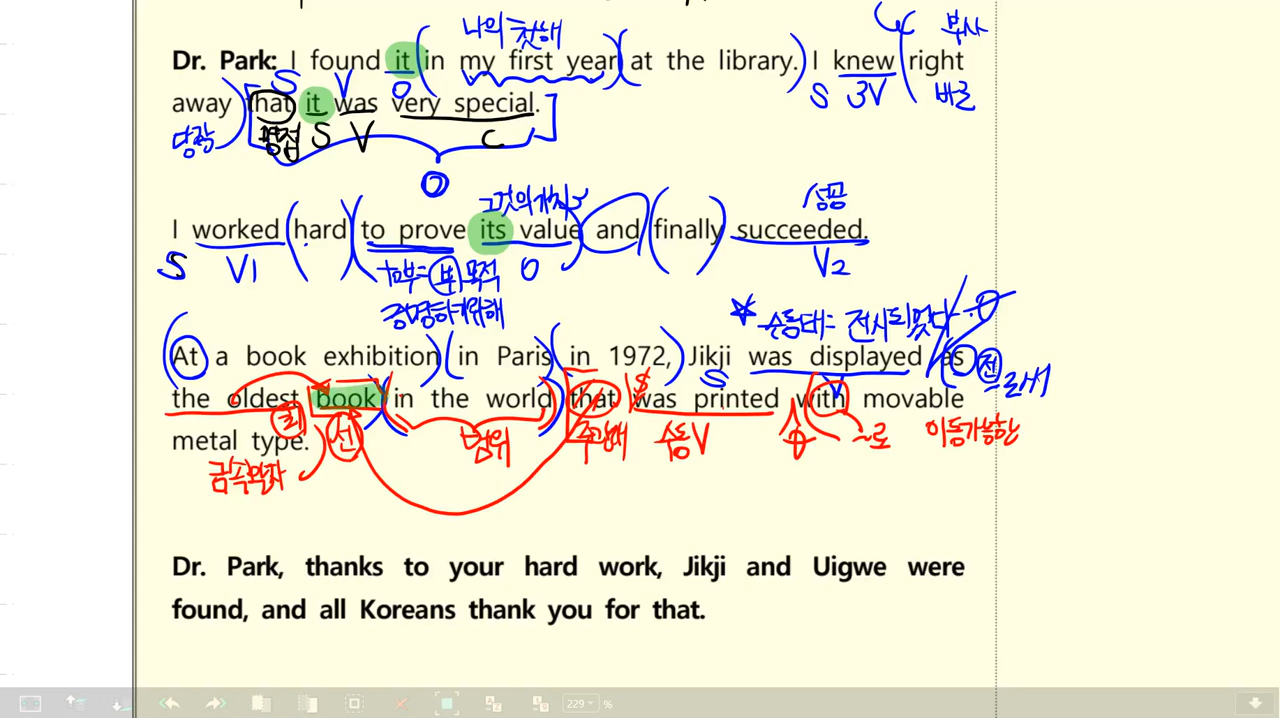 나의 첫해
부사
Dr. Park: I found it in my first year at the library. I knew right
S V O S 3V 바로
away that it was very special.
당장 명접 S V C
O
그것의 가치를 성공
I worked hard to prove its value and finally succeeded.
S V1 to부= 부 목적 O V2
증명하기위해
☆ 수동태= 전시되었다
At a book exhibition in Paris in 1972, Jikji was displayed as
S V 전 로서
the oldest book in the world that was printed with movable
최 선 범위 주관대 수동V ~로 이동가능한
metal type.
금속활자
Dr. Park, thanks to your hard work, Jikji and Uigwe were
found, and all Koreans thank you for that.
229 %